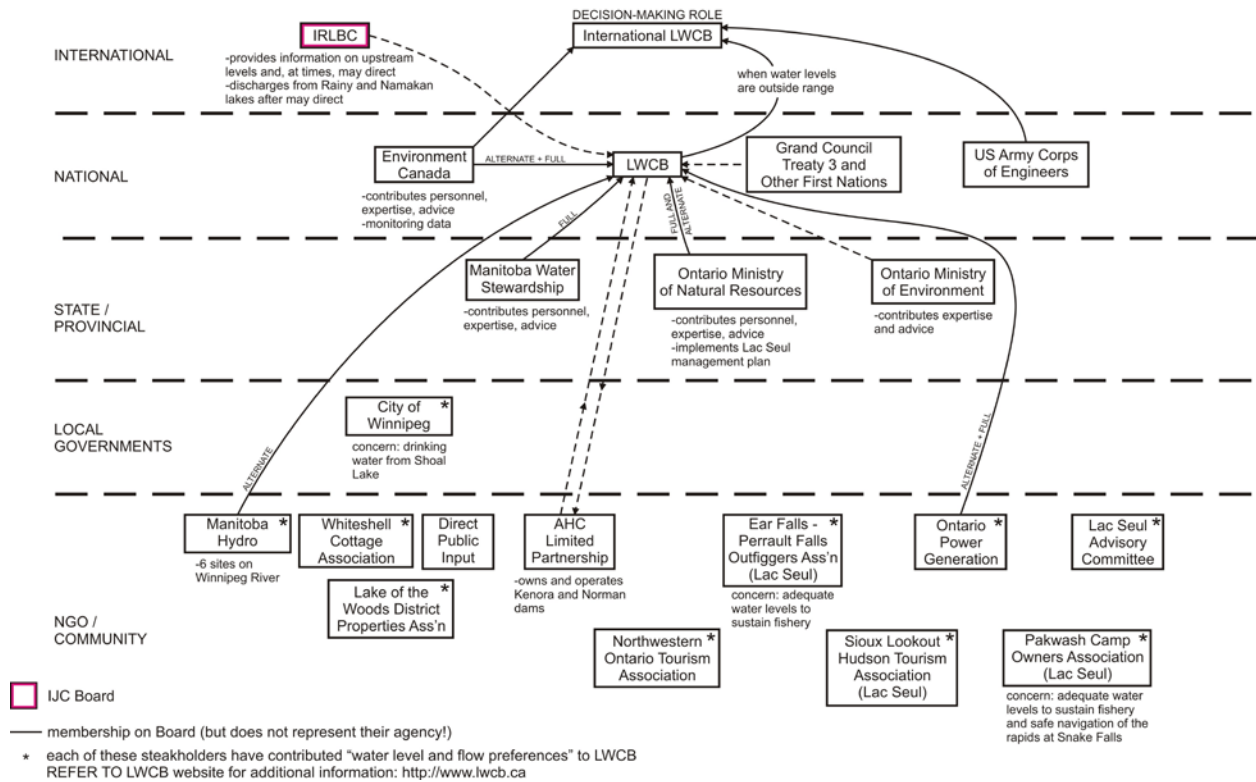 DECISION-MAKING ROLE
INTERNATIONAL
IRLBC
International LWCB
-provides information on upstream
levels and, at times, may direct
-discharges from Rainy and Namakan
lakes after may direct
when water levels
are outside range
NATIONAL
Environment
Canada
ALTERNATE + FULL
LWCB
Grand Council
Treaty 3 and
Other First Nations
US Army Corps
of Engineers
-contributes personnel,
expertise, advice
-monitoring data
FULL
FULL AND
ALTERNATE
STATE /
PROVINCIAL
Manitoba Water
Stewardship
-contributes personnel,
expertise, advice
Ontario Ministry
of Natural Resources
-contributes personnel,
expertise, advice
-implements Lac Seul
management plan
Ontario Ministry
of Environment
-contributes expertise
and advice
LOCAL
GOVERNMENTS
City of *
Winnipeg
concern: drinking
water from Shoal
Lake
ALTERNATE
ALTERNATE + FULL
NGO /
COMMUNITY
Manitoba *
Hydro
-6 sites on
Winnipeg River
Whiteshell *
Cottage
Association
Direct
Public
Input
AHC
Limited
Partnership
-owns and operates
Kenora and Norman
dams
Ear Falls - *
Perrault Falls
Outfiggers Ass'n
(Lac Seul)
concern: adequate
water levels to
sustain fishery
Ontario *
Power
Generation
Lac Seul *
Advisory
Committee
Lake of the *
Woods District
Properties Ass'n
Northwestern *
Ontario Tourism
Association
Sioux Lookout *
Hudson Tourism
Association
(Lac Seul)
Pakwash Camp *
Owners Association
(Lac Seul)
concern: adequate water
levels to sustain fishery
and safe navigation of the
rapids at Snake Falls
IJC Board
membership on Board (but does not represent their agency!)
* each of these steakholders have contributed “water level and flow preferences” to LWCB
REFER TO LWCB website for additional information: http://www.lwcb.ca